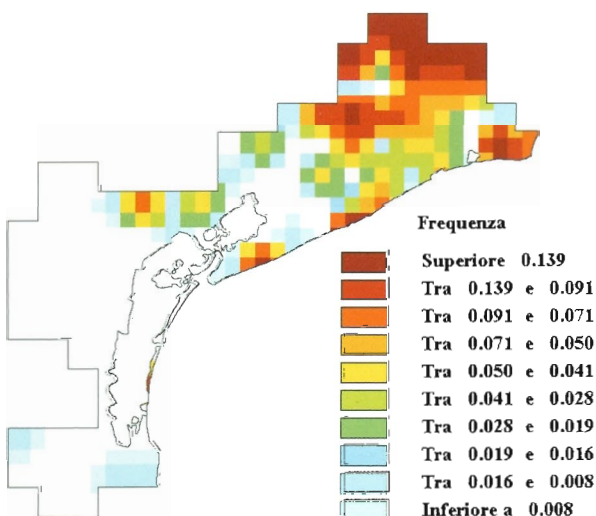 Frequenza
Superiore 0.139
Tra 0.139 e 0.091
Tra 0.091 e 0.071
Tra 0.071 e 0.050
Tra 0.050 e 0.041
Tra 0.041 e 0.028
Tra 0.028 e 0.019
Tra 0.019 e 0.016
Tra 0.016 e 0.008
Inferiore a 0.008